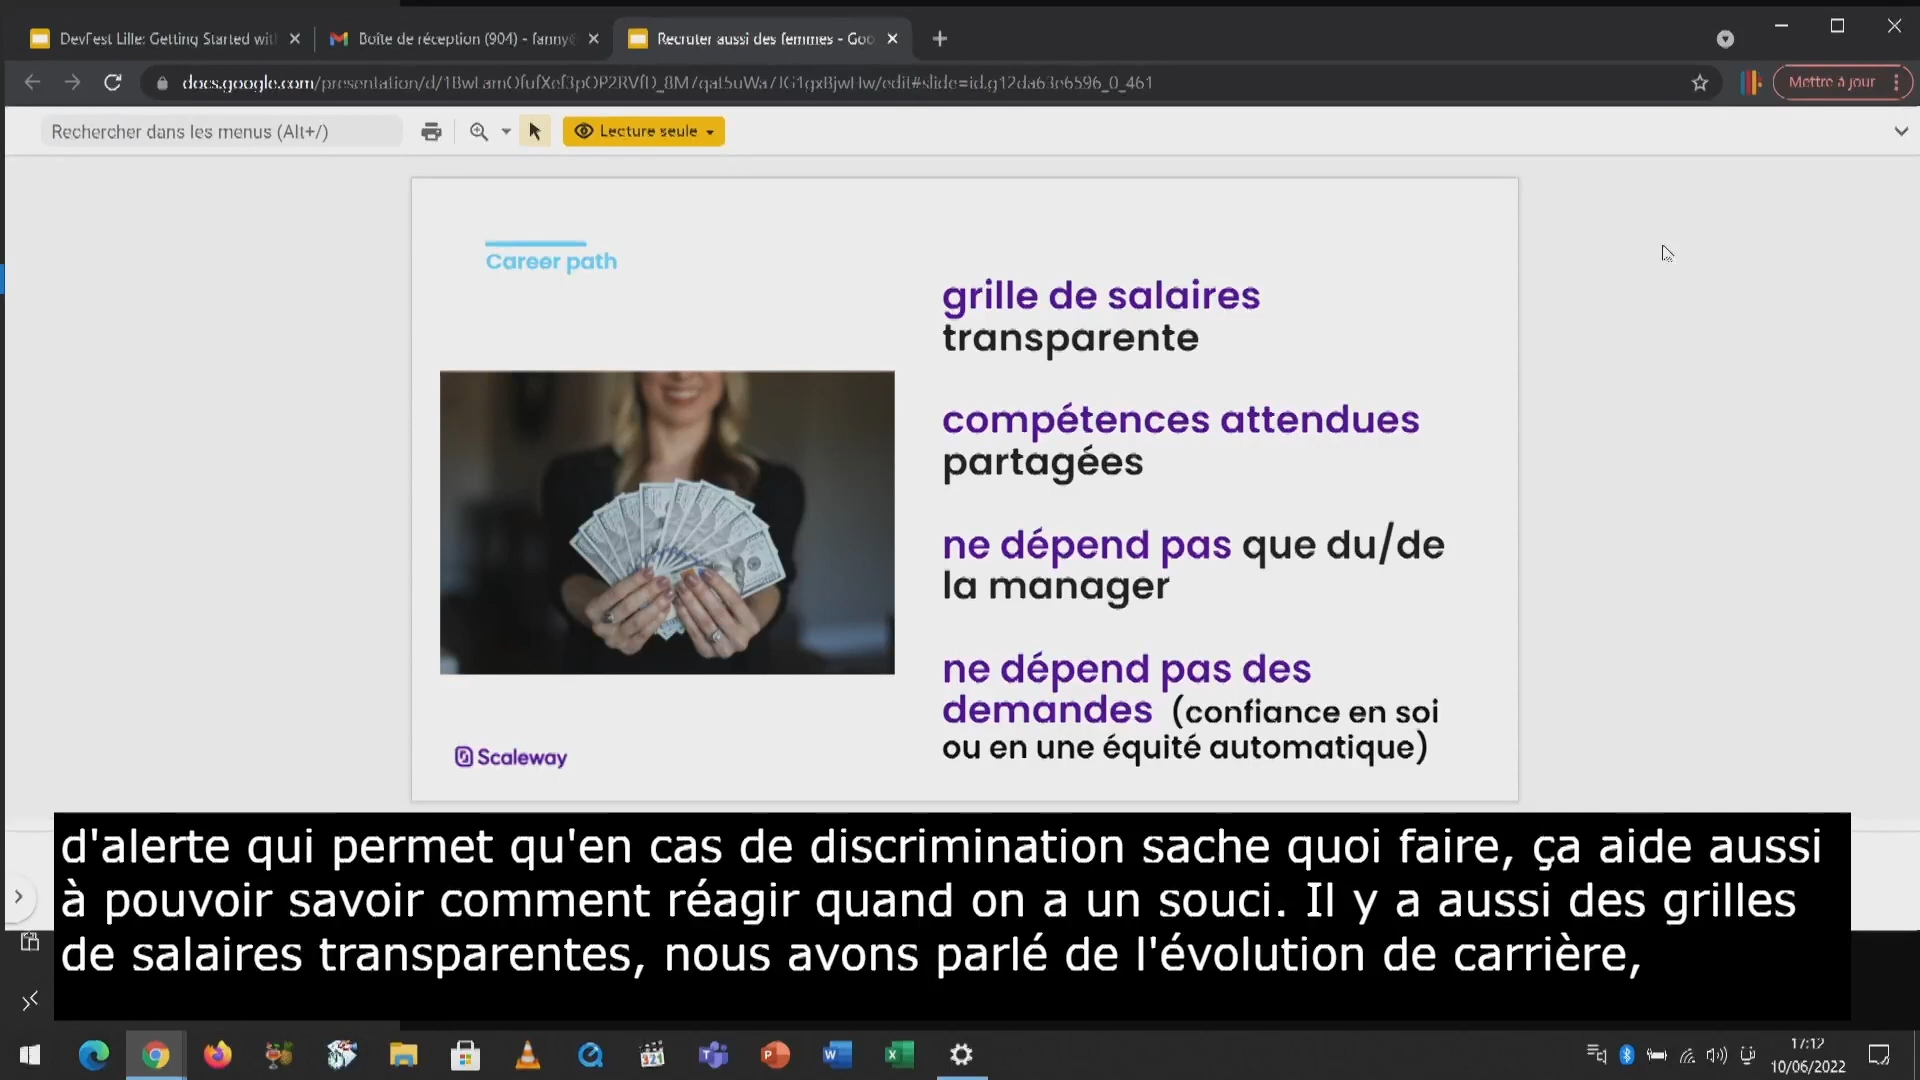 DevFest Lille: Getting Started wit
Boîte de réception (904) - fanny@
Recruter aussi des femmes - Goo
Mettre à jour
Rechercher dans les menus (Alt+/)
Lecture seule
Career path
grille de salaires
transparente
compétences attendues
partagées
ne dépend pas que du/de
la manager
ne dépend pas des
demandes (confiance en soi
ou en une équité automatique)
Scaleway
d'alerte qui permet qu'en cas de discrimination sache quoi faire, ça aide aussi
à pouvoir savoir comment réagir quand on a un souci. Il y a aussi des grilles
de salaires transparentes, nous avons parlé de l'évolution de carrière,
17:12
10/06/2022